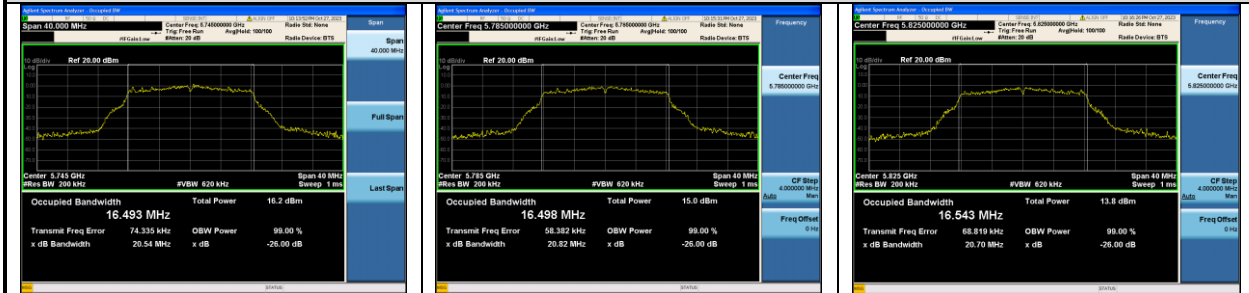 Agilent Spectrum Analyzer - Occupied BW
Span 40.000 MHz
Center Freq: 5.745000000 GHz
Trig: Free Run
Avg|Hold: 100/100
#IFGain:Low
#Atten: 20 dB
Radio Std: None
Radio Device: BTS
10 dB/div
Ref 20.00 dBm
Log
Center 5.745 GHz
Span 40 MHz
#Res BW 200 kHz
#VBW 620 kHz
Sweep 1 ms
Occupied Bandwidth
Total Power
16.2 dBm
16.493 MHz
Transmit Freq Error
74.335 kHz
OBW Power
99.00 %
x dB Bandwidth
20.54 MHz
x dB
-26.00 dB
STATUS
Span
Span
40.000 MHz
Full Span
Last Span
Agilent Spectrum Analyzer - Occupied BW
Center Freq 5.785000000 GHz
Center Freq: 5.785000000 GHz
Trig: Free Run
Avg|Hold: 100/100
#IFGain:Low
#Atten: 20 dB
Radio Std: None
Radio Device: BTS
10 dB/div
Ref 20.00 dBm
Log
Center 5.785 GHz
Span 40 MHz
#Res BW 200 kHz
#VBW 620 kHz
Sweep 1 ms
Occupied Bandwidth
Total Power
15.0 dBm
16.498 MHz
Transmit Freq Error
58.382 kHz
OBW Power
99.00 %
x dB Bandwidth
20.82 MHz
x dB
-26.00 dB
STATUS
Frequency
Center Freq
5.785000000 GHz
CF Step
4.000000 MHz
Auto Man
Freq Offset
0 Hz
Agilent Spectrum Analyzer - Occupied BW
Center Freq 5.825000000 GHz
Center Freq: 5.825000000 GHz
Trig: Free Run
Avg|Hold: 100/100
#IFGain:Low
#Atten: 20 dB
Radio Std: None
Radio Device: BTS
10 dB/div
Ref 20.00 dBm
Log
Center 5.825 GHz
Span 40 MHz
#Res BW 200 kHz
#VBW 620 kHz
Sweep 1 ms
Occupied Bandwidth
Total Power
13.8 dBm
16.543 MHz
Transmit Freq Error
68.819 kHz
OBW Power
99.00 %
x dB Bandwidth
20.70 MHz
x dB
-26.00 dB
STATUS
Frequency
Center Freq
5.825000000 GHz
CF Step
4.000000 MHz
Auto Man
Freq Offset
0 Hz